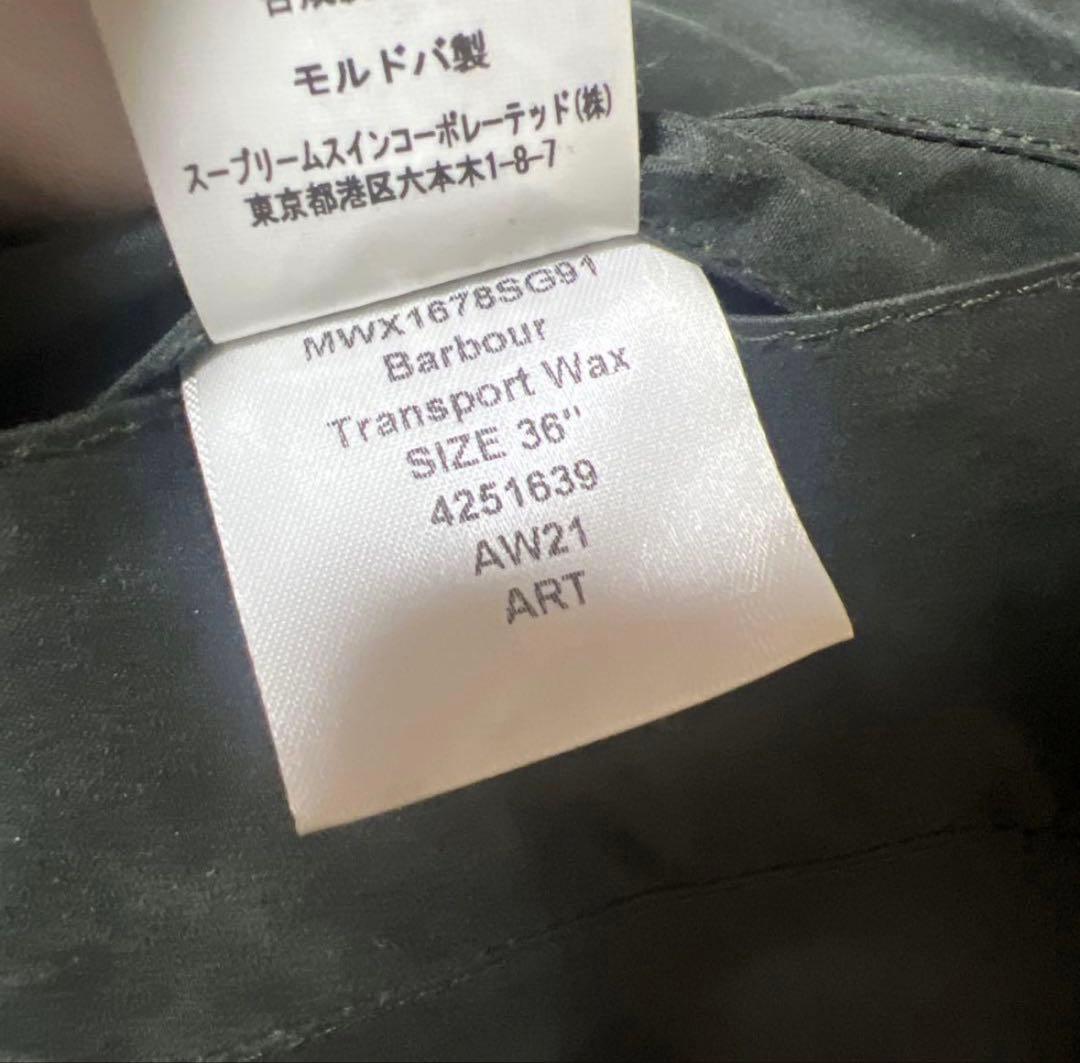 モルドバ製
スープリームスインコーポレーテッド(株)
東京都港区六本木1-8-7
MWX1678SG91
Barbour
Transport Wax
SIZE 36"
4251639
AW21
ART